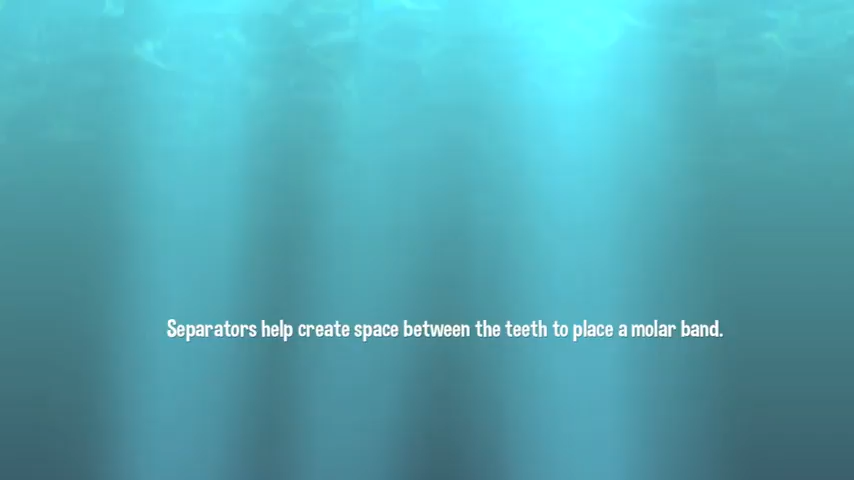 Separators help create space between the teeth to place a molar band.